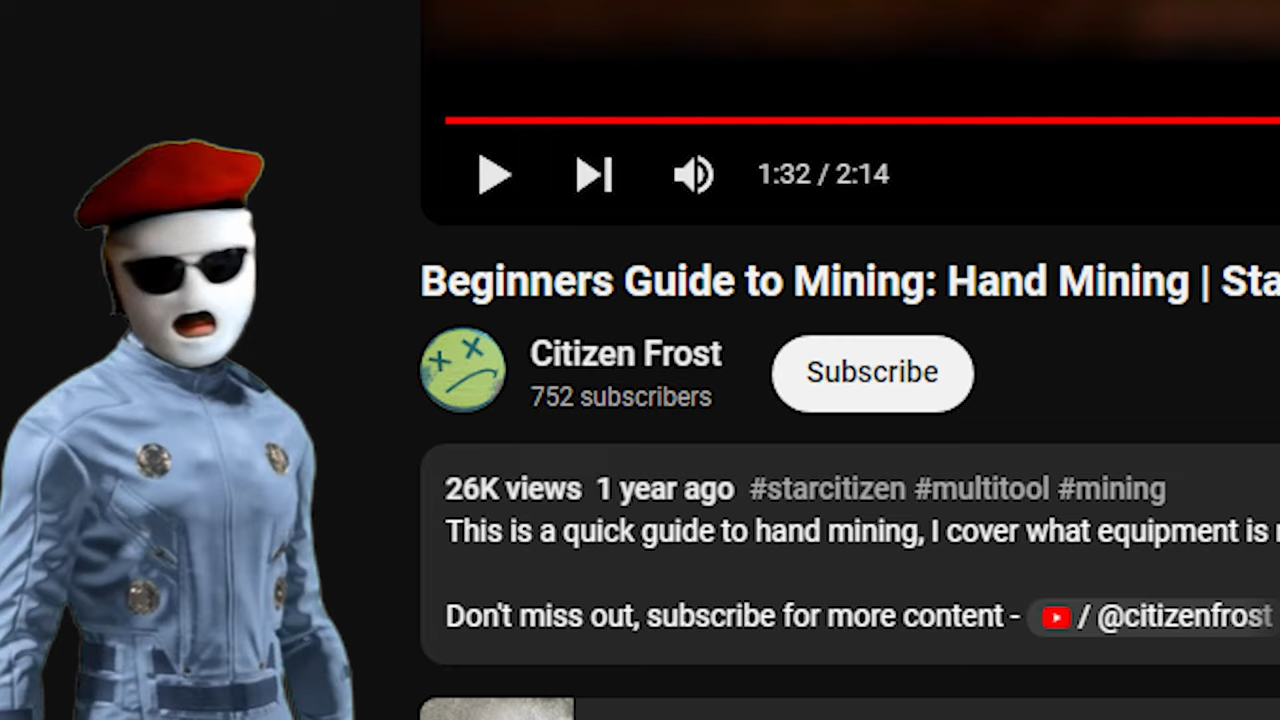 1:32 / 2:14
Beginners Guide to Mining: Hand Mining | Sta
Citizen Frost
752 subscribers
Subscribe
26K views 1 year ago #starcitizen #multitool #mining
This is a quick guide to hand mining, I cover what equipment is
Don't miss out, subscribe for more content - / @citizenfrost